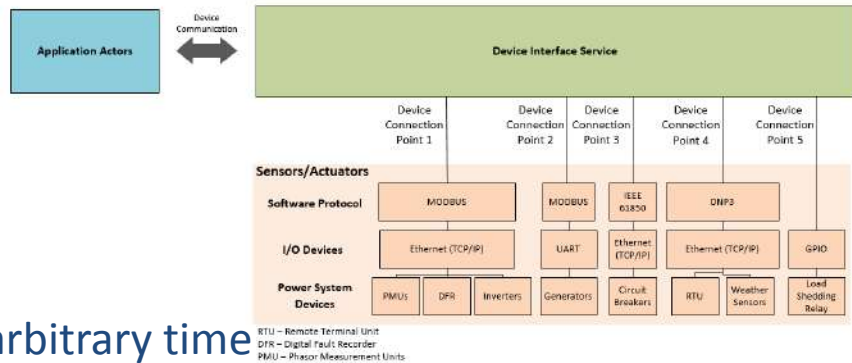 Device
Communication
Application Actors
Device Interface Service
Device
Connection
Point 1
Device
Connection
Point 2
Device
Connection
Point 3
Device
Connection
Point 4
Device
Connection
Point 5
Sensors/Actuators
Software Protocol
MODBUS
MODBUS
IEEE
61850
DNP3
I/O Devices
Ethernet (TCP/IP)
UART
Ethernet
(TCP/IP)
Ethernet (TCP/IP)
GPIO
Power System
Devices
PMUs
DFR
Inverters
Generators
Circuit
Breakers
RTU
Weather
Sensors
Load
Shedding
Relay
arbitrary time
RTU – Remote Terminal Unit
DFR – Digital Fault Recorder
PMU – Phasor Measurement Units